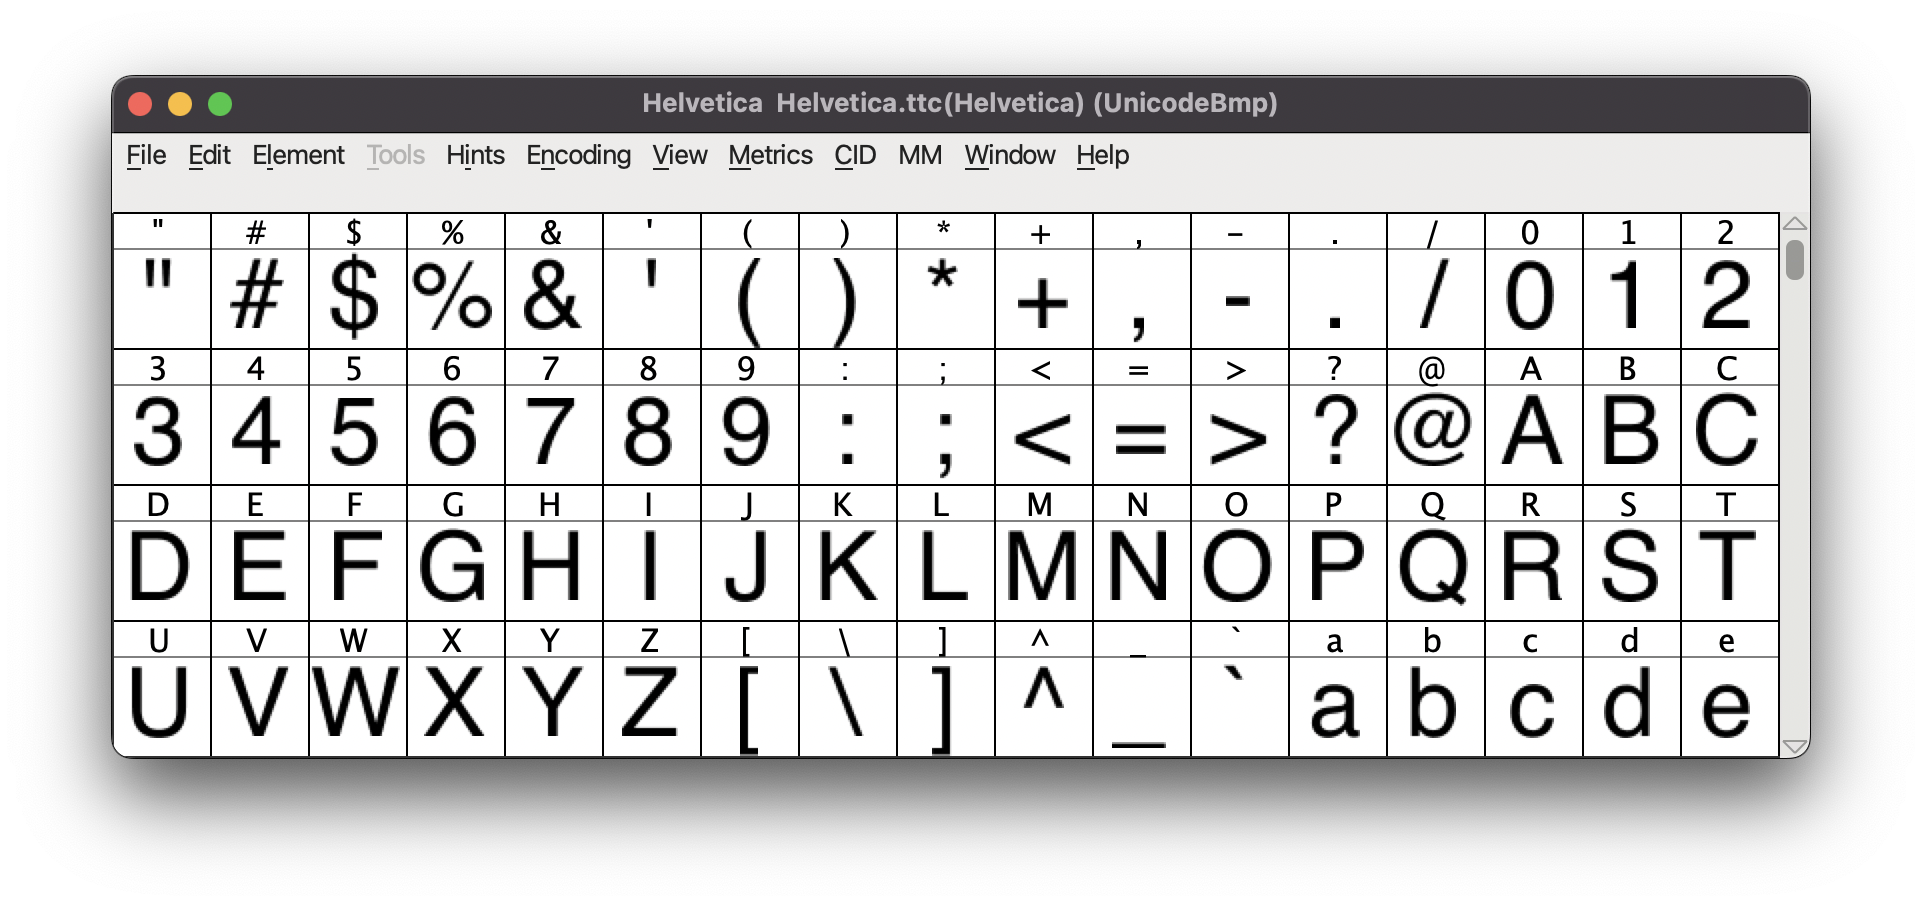 Helvetica  Helvetica.ttc(Helvetica) (UnicodeBmp)
File Edit Element Tools Hints Encoding View Metrics CID MM Window Help
" # $ % & ' ( ) * + , - . / 0 1 2
" # $ % & ' ( ) * + , - . / 0 1 2
3 4 5 6 7 8 9 : ; < = > ? @ A B C
3 4 5 6 7 8 9 : ; < = > ? @ A B C
D E F G H I J K L M N O P Q R S T
D E F G H I J K L M N O P Q R S T
U V W X Y Z [ \ ] ^ _ ` a b c d e
U V W X Y Z [ \ ] ^ _ ` a b c d e